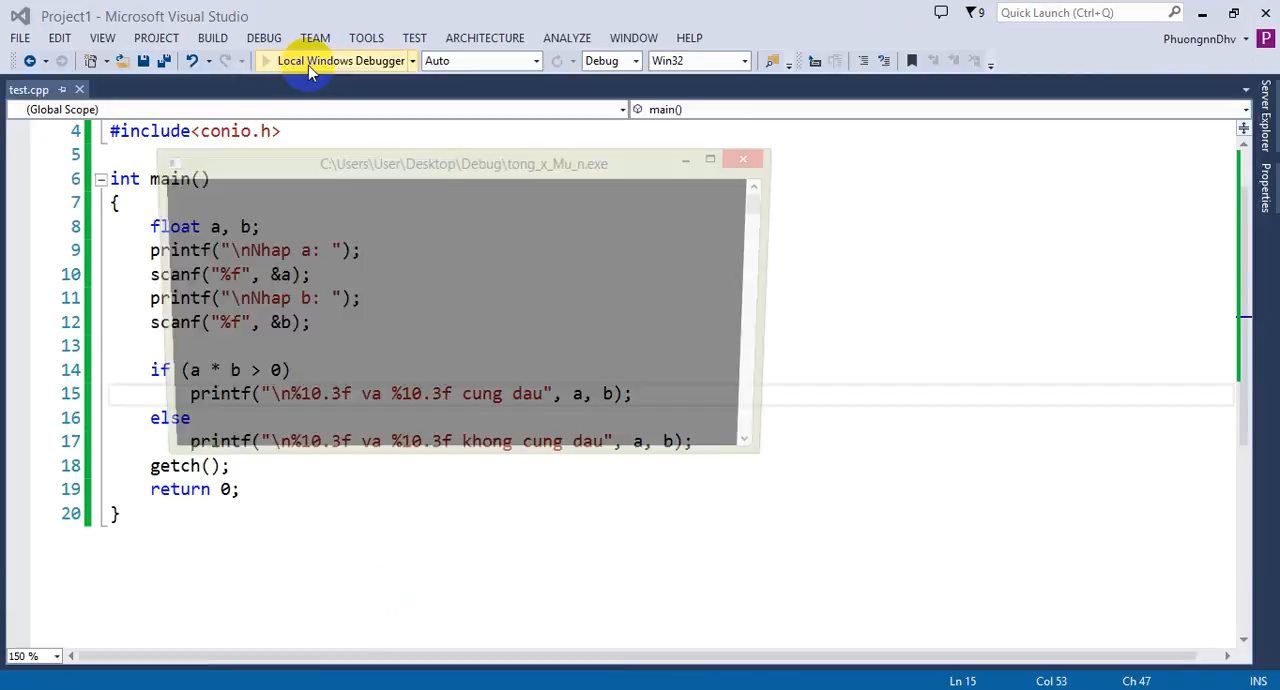 Project1 - Microsoft Visual Studio
9
Quick Launch (Ctrl+Q)
FILE EDIT VIEW PROJECT BUILD DEBUG TEAM TOOLS TEST ARCHITECTURE ANALYZE WINDOW HELP
PhuongnnDhv
P
Local Windows Debugger
Auto
Debug
Win32
test.cpp
(Global Scope)
main()
Server Explorer
Properties
C:\Users\User\Desktop\Debug\tong_x_Mu_n.exe
4 #include<conio.h>
5
6 int main()
7 {
8 float a, b;
9 printf("\nNhap a: ");
10 scanf("%f", &a);
11 printf("\nNhap b: ");
12 scanf("%f", &b);
13
14 if (a * b > 0)
15 printf("\n%10.3f va %10.3f cung dau", a, b);
16 else
17 printf("\n%10.3f va %10.3f khong cung dau", a, b);
18 getch();
19 return 0;
20 }
150 %
Ln 15 Col 53 Ch 47 INS